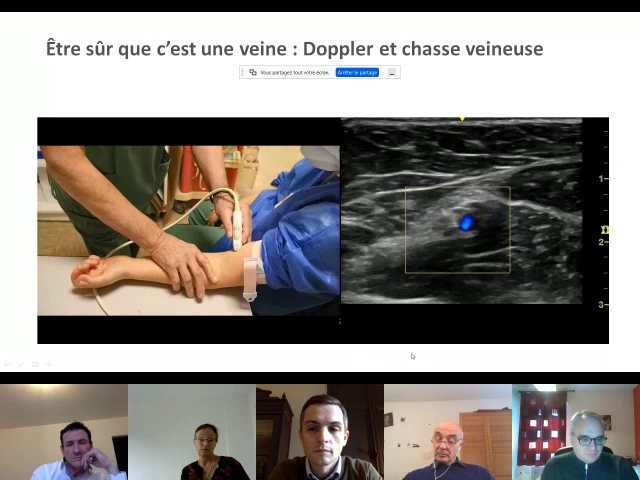 Être sûr que c’est une veine : Doppler et chasse veineuse
Vous partagez tout votre écran.
Arrêter le partage
1
2
3